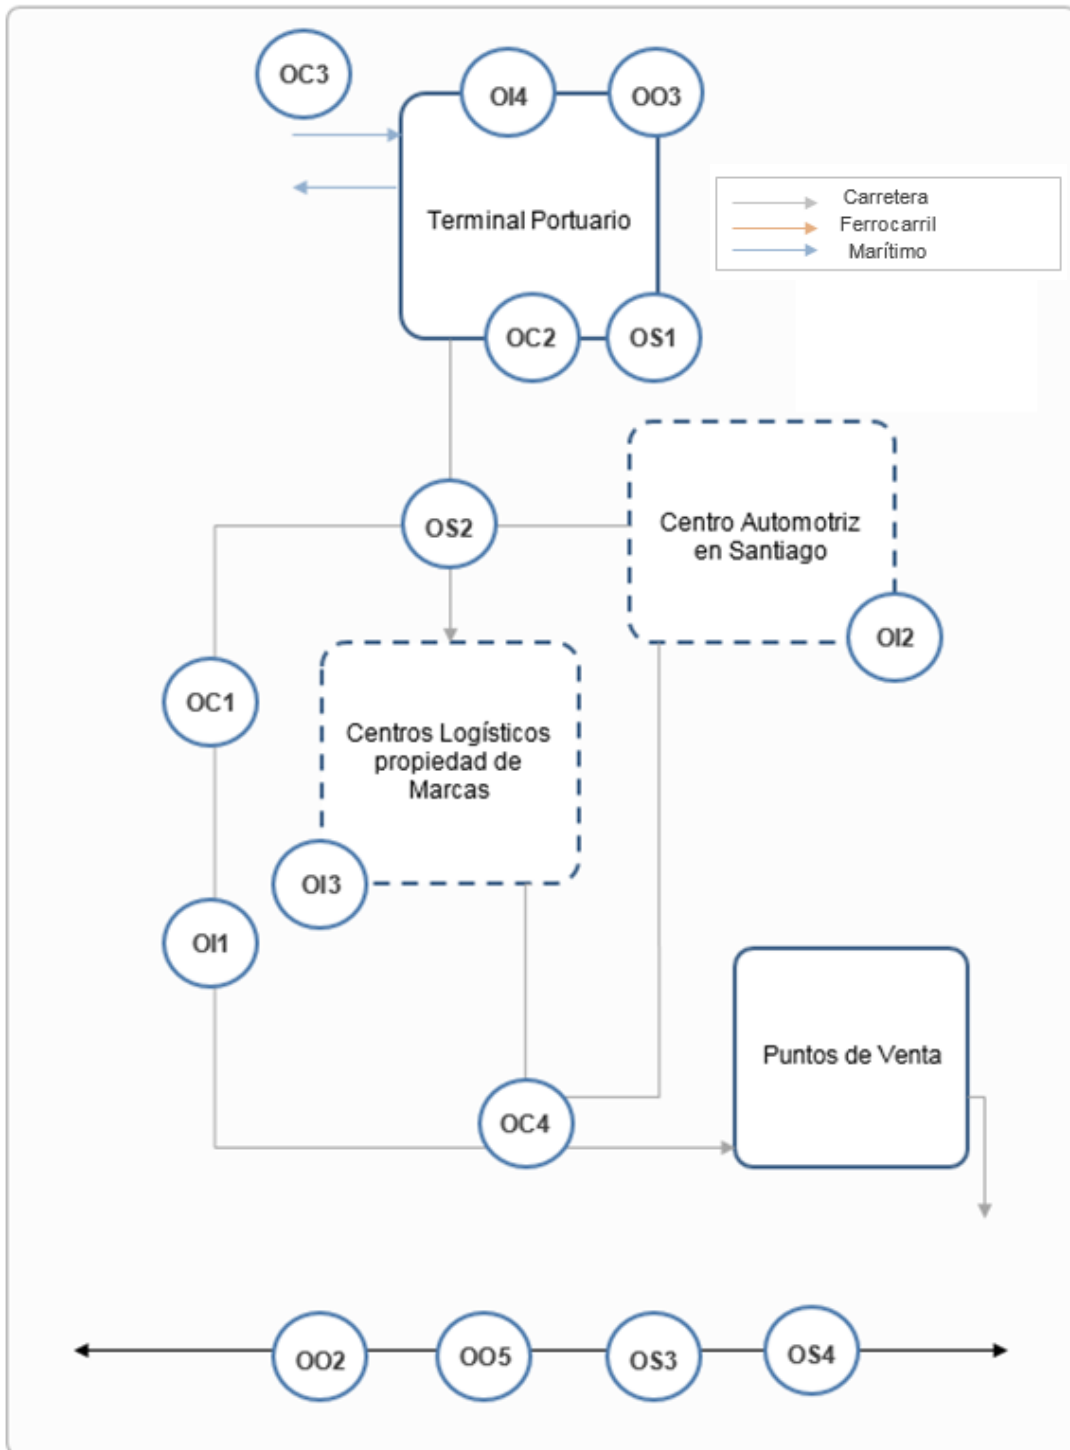 OC3
OI4
OO3
Terminal Portuario
Carretera
Ferrocarril
Marítimo
OC2
OS1
OS2
Centro Automotriz
en Santiago
OI2
OC1
Centros Logísticos
propiedad de
Marcas
OI3
OI1
Puntos de Venta
OC4
OO2
OO5
OS3
OS4